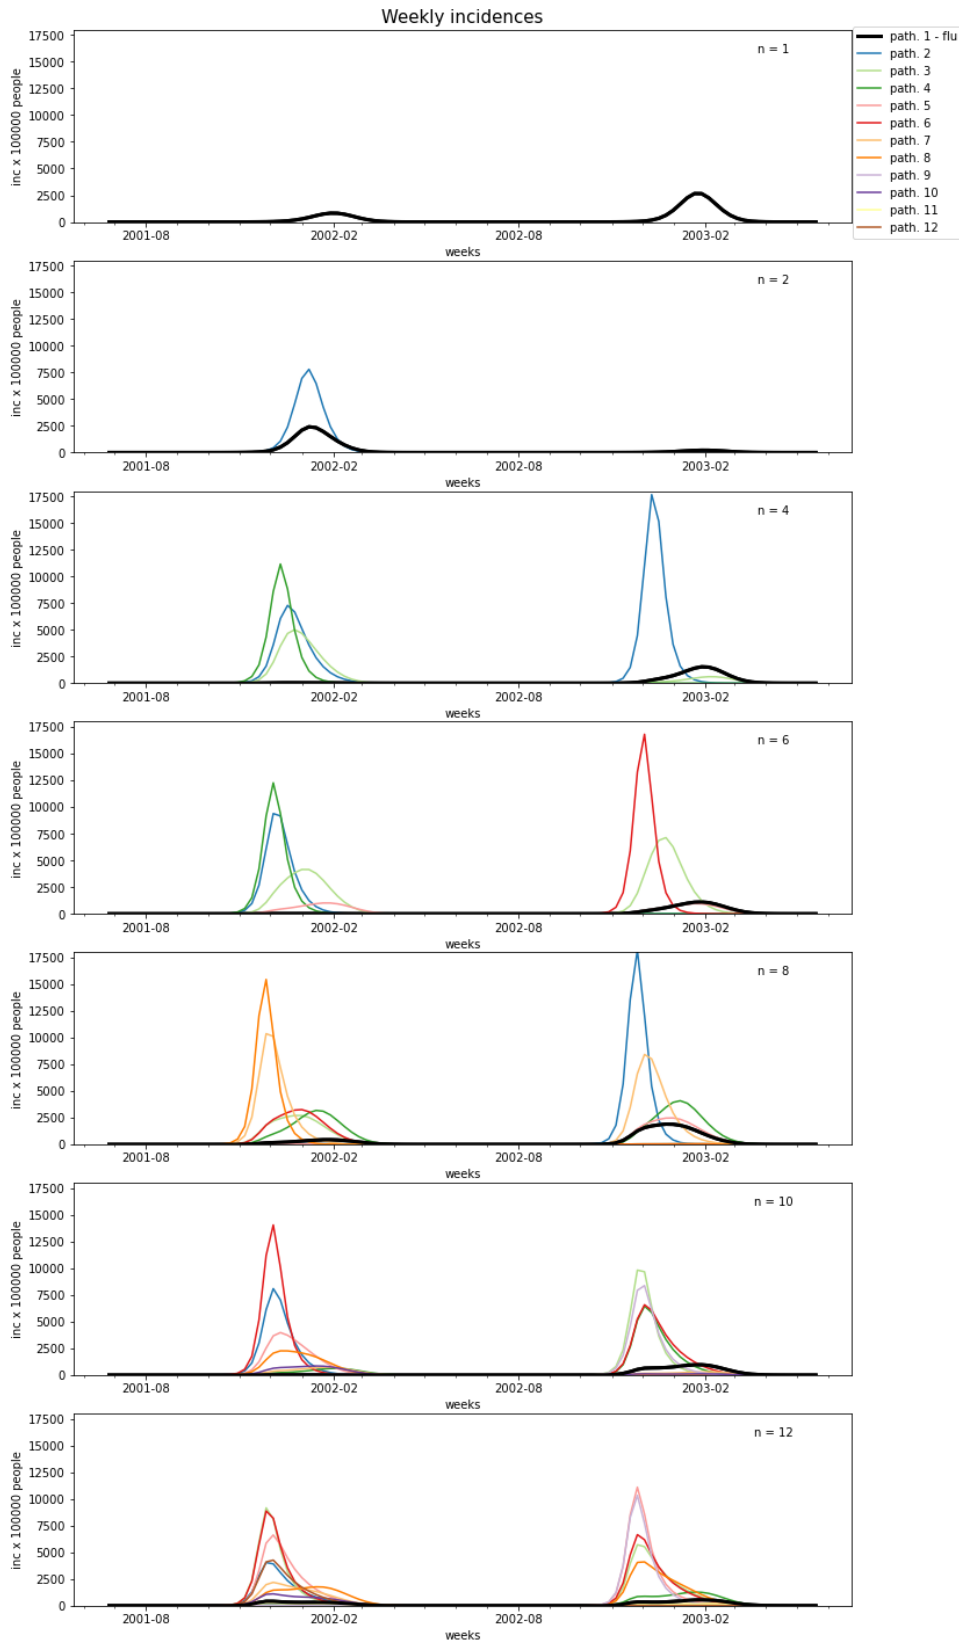 Weekly incidences
17500
15000
12500
10000
7500
5000
2500
0
inc x 100000 people
n = 1
2001-08
2002-02
2002-08
2003-02
weeks
path. 1 - flu
path. 2
path. 3
path. 4
path. 5
path. 6
path. 7
path. 8
path. 9
path. 10
path. 11
path. 12
17500
15000
12500
10000
7500
5000
2500
0
inc x 100000 people
n = 2
2001-08
2002-02
2002-08
2003-02
weeks
17500
15000
12500
10000
7500
5000
2500
0
inc x 100000 people
n = 4
2001-08
2002-02
2002-08
2003-02
weeks
17500
15000
12500
10000
7500
5000
2500
0
inc x 100000 people
n = 6
2001-08
2002-02
2002-08
2003-02
weeks
17500
15000
12500
10000
7500
5000
2500
0
inc x 100000 people
n = 8
2001-08
2002-02
2002-08
2003-02
weeks
17500
15000
12500
10000
7500
5000
2500
0
inc x 100000 people
n = 10
2001-08
2002-02
2002-08
2003-02
weeks
17500
15000
12500
10000
7500
5000
2500
0
inc x 100000 people
n = 12
2001-08
2002-02
2002-08
2003-02
weeks